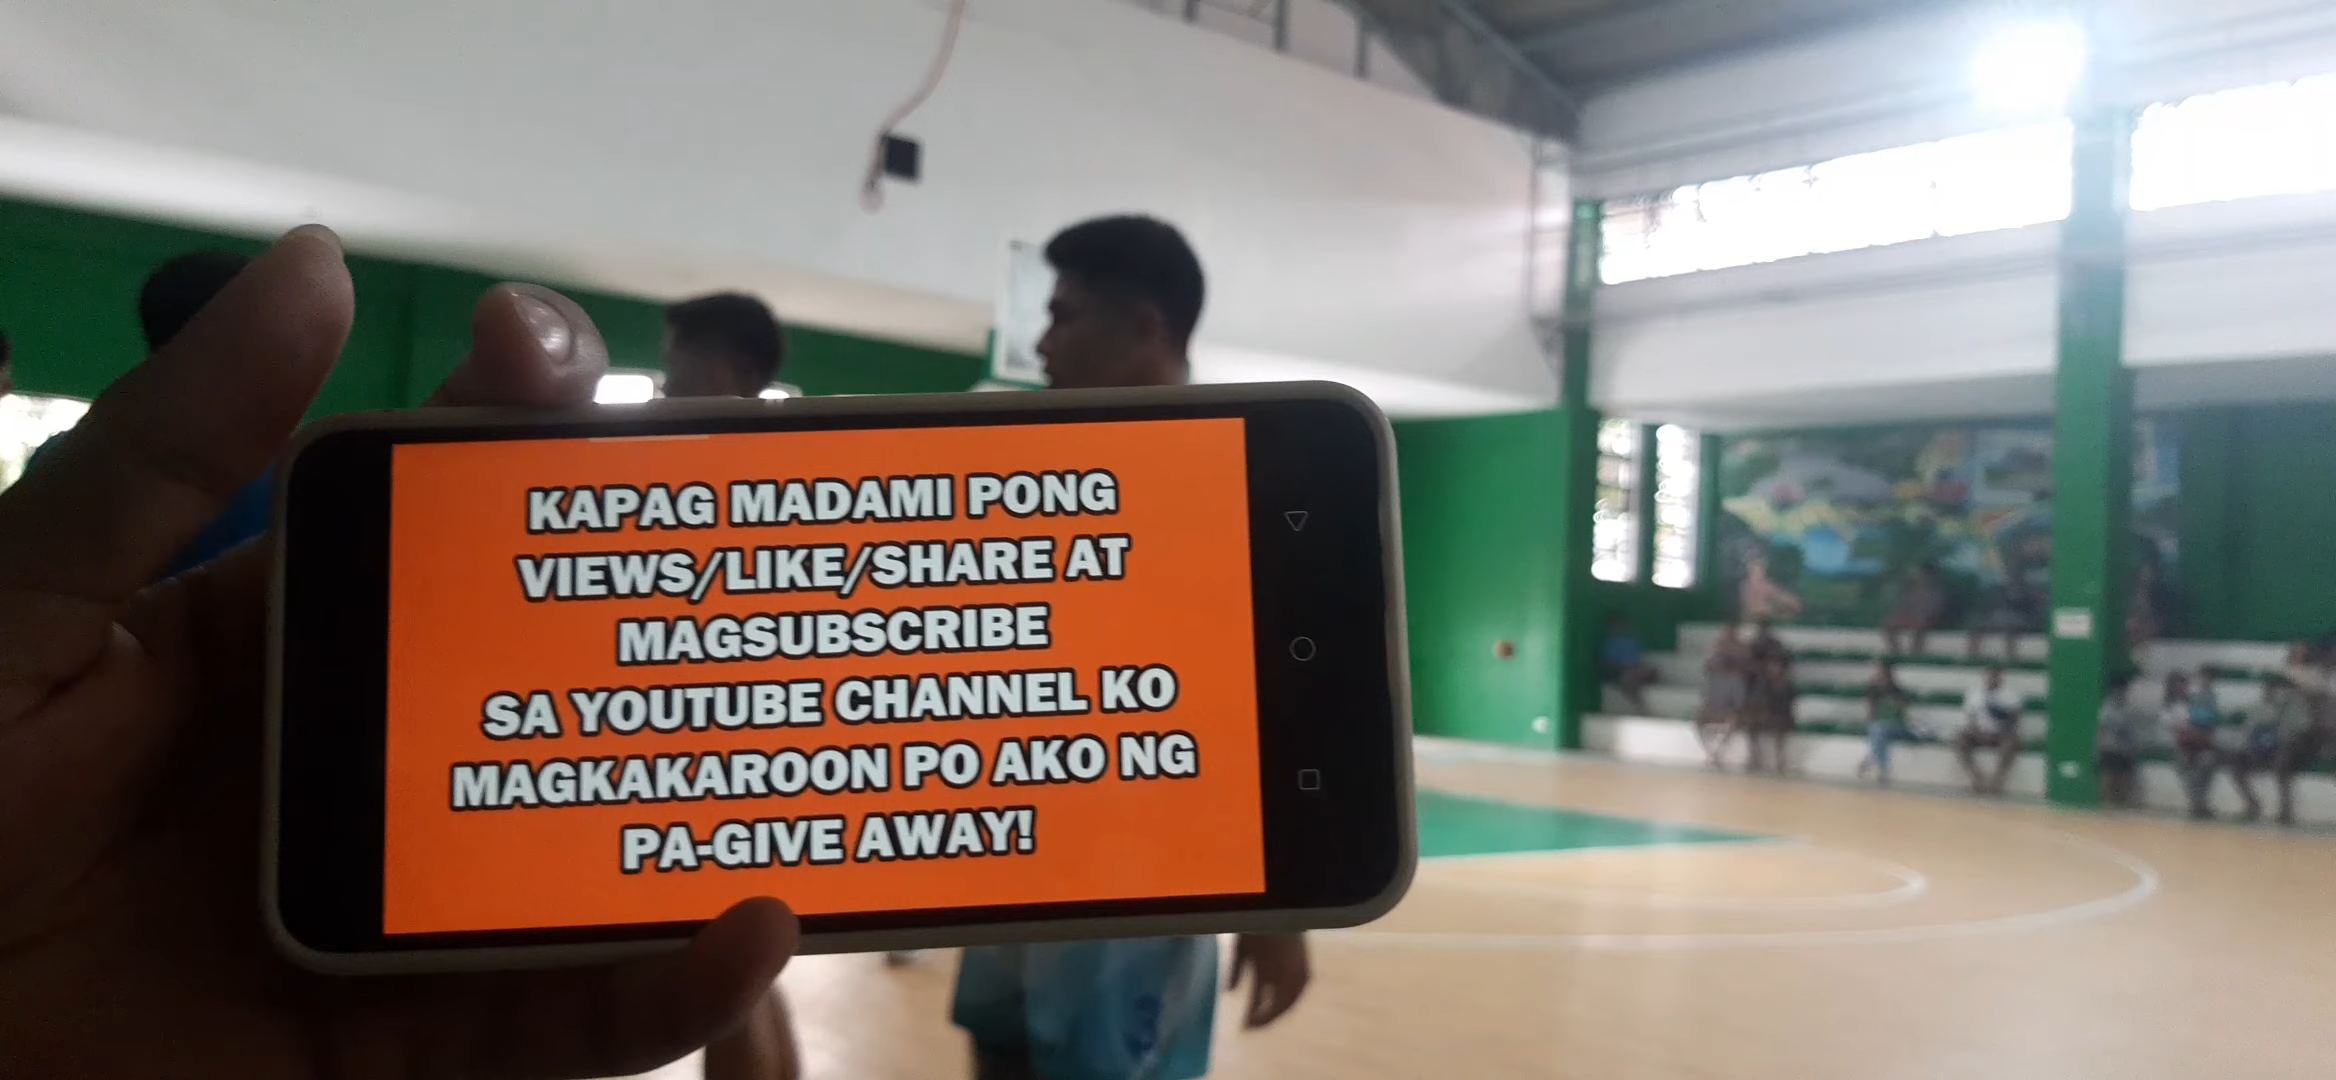 KAPAG MADAMI PONG
VIEWS/LIKE/SHARE AT
MAGSUBSCRIBE
SA YOUTUBE CHANNEL KO
MAGKAKAROON PO AKO NG
PA-GIVE AWAY!